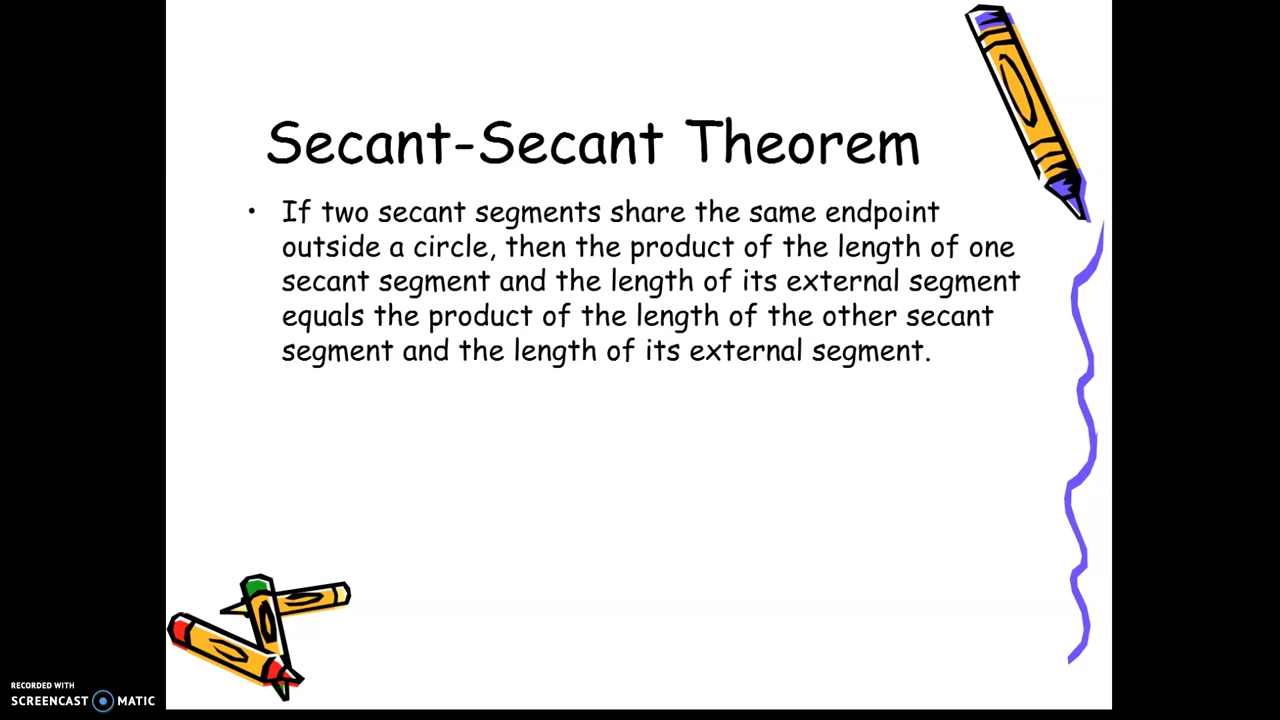 Secant-Secant Theorem
• If two secant segments share the same endpoint
outside a circle, then the product of the length of one
secant segment and the length of its external segment
equals the product of the length of the other secant
segment and the length of its external segment.
RECORDED WITH
SCREENCAST MATIC